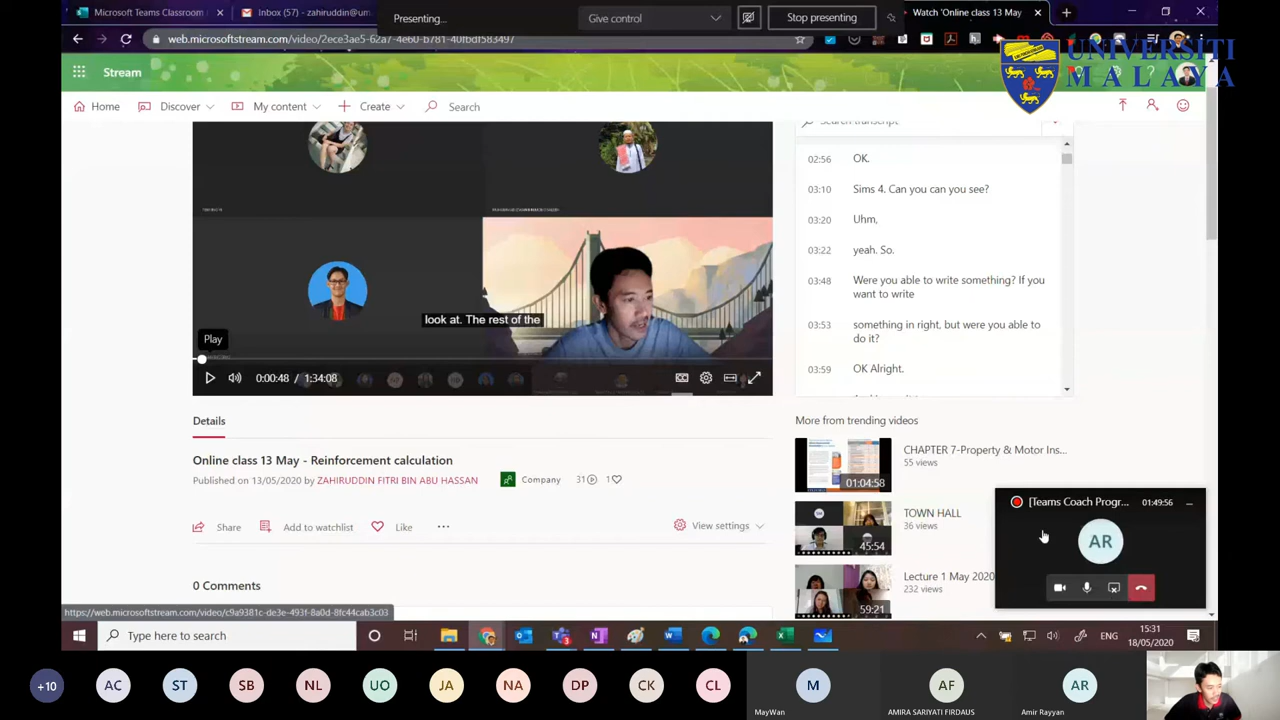 Microsoft Teams Classroom
Inbox (57) - zahiruddin@um
Presenting...
Give control
Stop presenting
Watch 'Online class 13 May
web.microsoftstream.com/video/2ece3ae5-62a7-4e60-b781-40fbdf583497
UNIVERSITI
MALAYA
Stream
Home
Discover
My content
Create
Search
Search transcript
02:56 OK.
03:10 Sims 4. Can you can you see?
03:20 Uhm,
03:22 yeah. So.
03:48 Were you able to write something? If you
want to write
03:53 something in right, but were you able to
do it?
03:59 OK Alright.
look at. The rest of the
Play
0:00:48 / 1:34:08
Details
Online class 13 May - Reinforcement calculation
Published on 13/05/2020 by ZAHIRUDDIN FITRI BIN ABU HASSAN
Company
31
1
Share
Add to watchlist
Like
...
View settings
0 Comments
More from trending videos
CHAPTER 7-Property & Motor Ins...
55 views
01:04:58
TOWN HALL
36 views
45:54
Lecture 1 May 2020
232 views
59:21
[Teams Coach Progr...
01:49:56
AR
https://web.microsoftstream.com/video/c9a9381c-de3e-493f-8a0d-8fc44cab3c03
Type here to search
3
ENG
15:31
18/05/2020
+10
AC
ST
SB
NL
UO
JA
NA
DP
CK
CL
M
MayWan
AF
AMIRA SARIYATI FIRDAUS
AR
Amir Rayyan